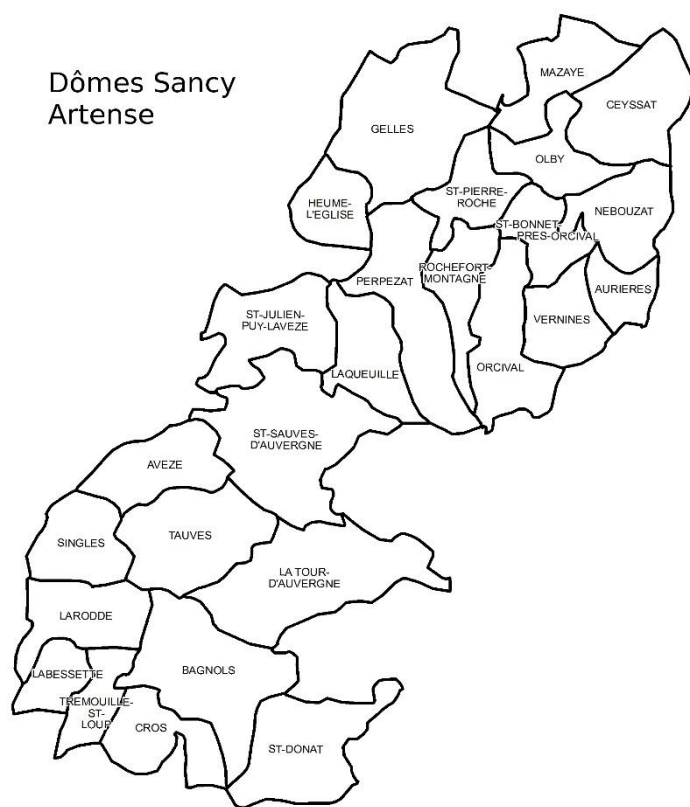 Dômes Sancy
Artense
MAZAYE
CEYSSAT
GELLES
OLBY
ST-PIERRE-
ROCHE
HEUME-
L'EGLISE
NEBOUZAT
ST-BONNET-
PRES-ORCIVAL
ROCHEFORT-
MONTAGNE
PERPEZAT
AURIERES
ST-JULIEN-
PUY-LAVEZE
VERNINES
LAQUEUILLE
ORCIVAL
ST-SAUVES-
D'AUVERGNE
AVEZE
TAUVES
SINGLES
LA TOUR-
D'AUVERGNE
LARODDE
LABESSETTE
BAGNOLS
TREMOUILLE-
ST-
LOUP
CROS
ST-DONAT